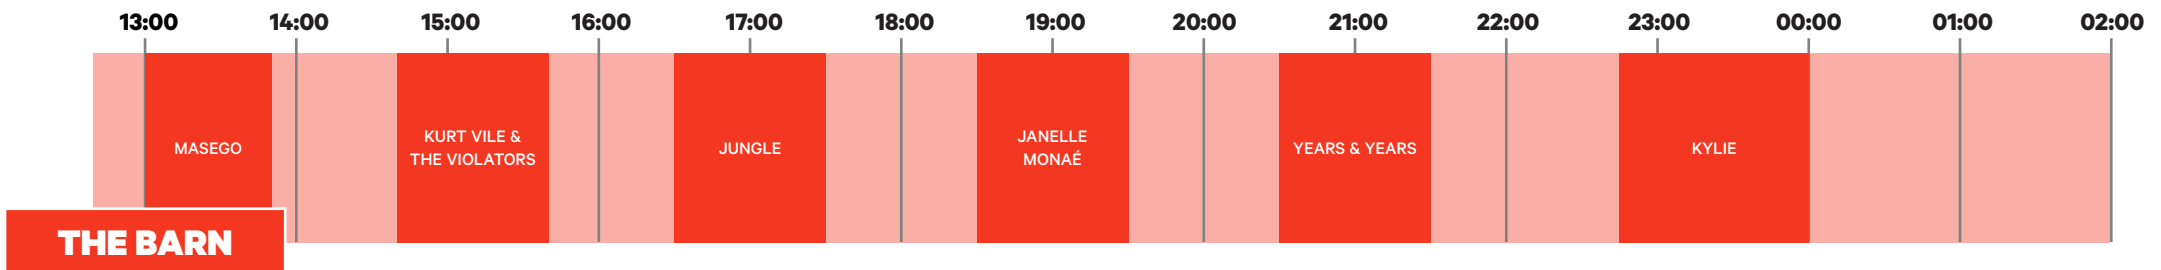 13:00 14:00 15:00 16:00 17:00 18:00 19:00 20:00 21:00 22:00 23:00 00:00 01:00 02:00
MASEGO
KURT VILE &
THE VIOLATORS
JUNGLE
JANELLE
MONAÉ
YEARS & YEARS
KYLIE
THE BARN